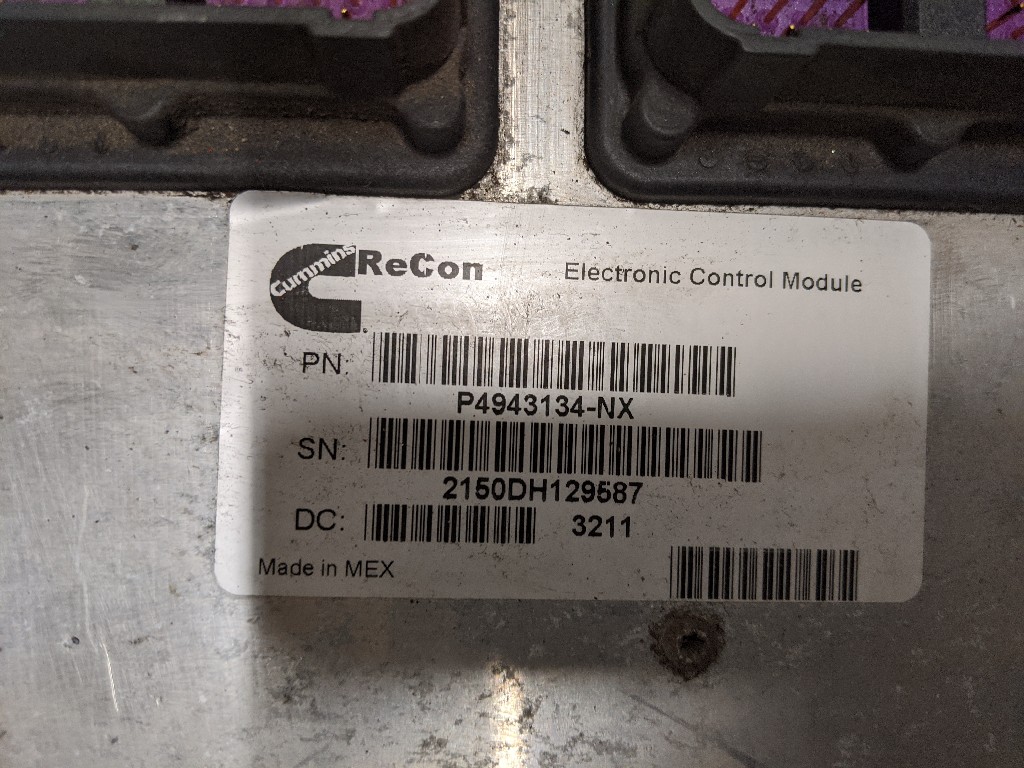 Cummins ReCon Electronic Control Module
PN:
P4943134-NX
SN:
2150DH129587
DC: 3211
Made in MEX